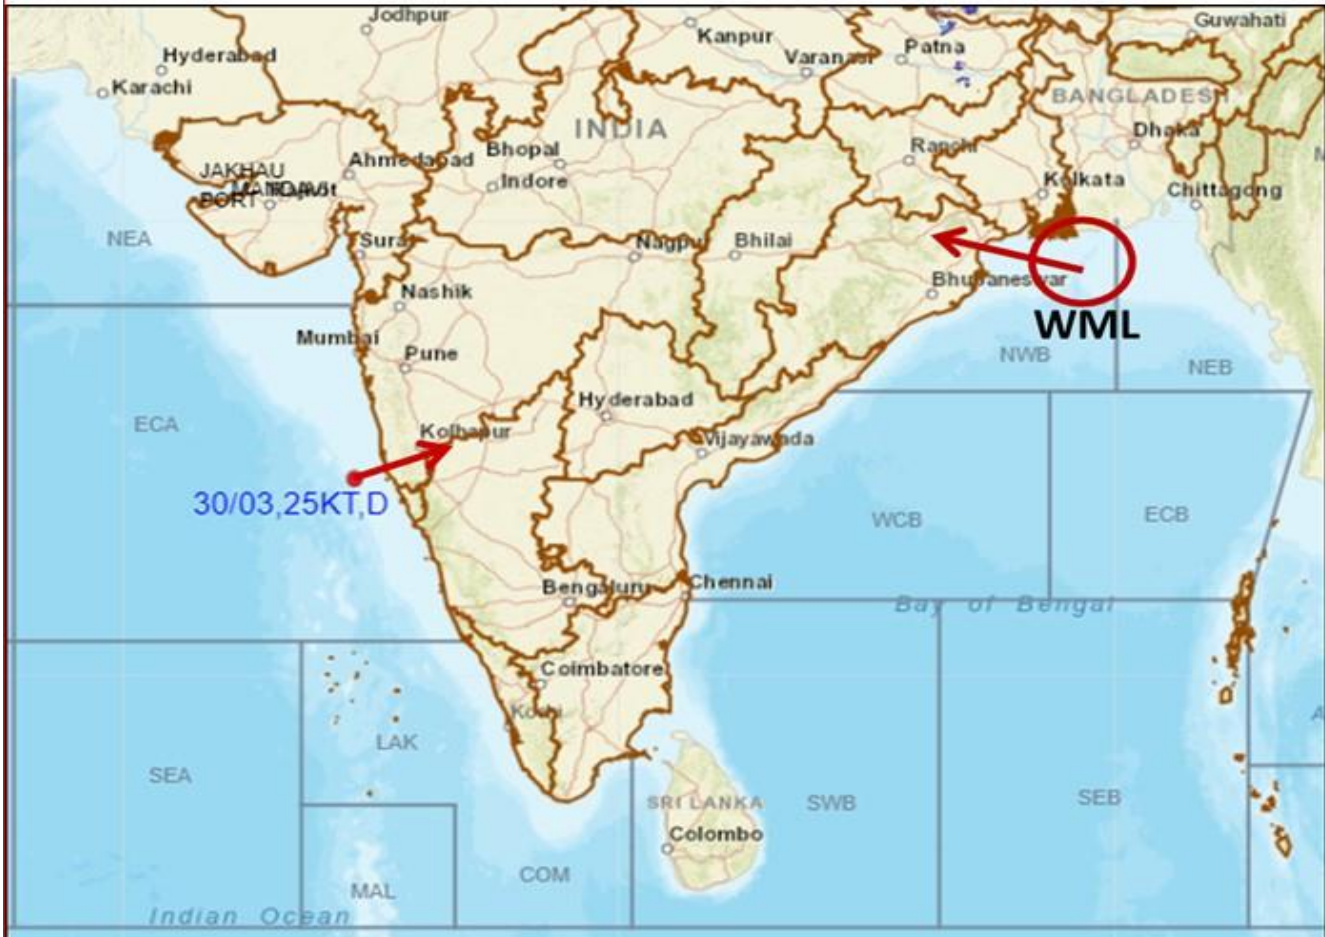 Jodhpur
Guwahati
Kanpur
Patna
Varanasi
Hyderabad
Karachi
BANGLADESH
INDIA
Dhaka
Ranchi
Bhopal
Ahmedabad
JAKHAU
PORT
Indore
Kolkata
Chittagong
NEA
Surat
Nagpur
Bhilai
Bhubaneswar
Nashik
WML
Mumbai
Pune
NWB
NEB
Hyderabad
ECA
Kolhapur
Vijayawada
30/03,25KT,D
WCB
ECB
Bengaluru
Chennai
Bay of Bengal
Coimbatore
Kochi
LAK
SEA
SRI LANKA
SWB
SEB
Colombo
COM
MAL
Indian Ocean